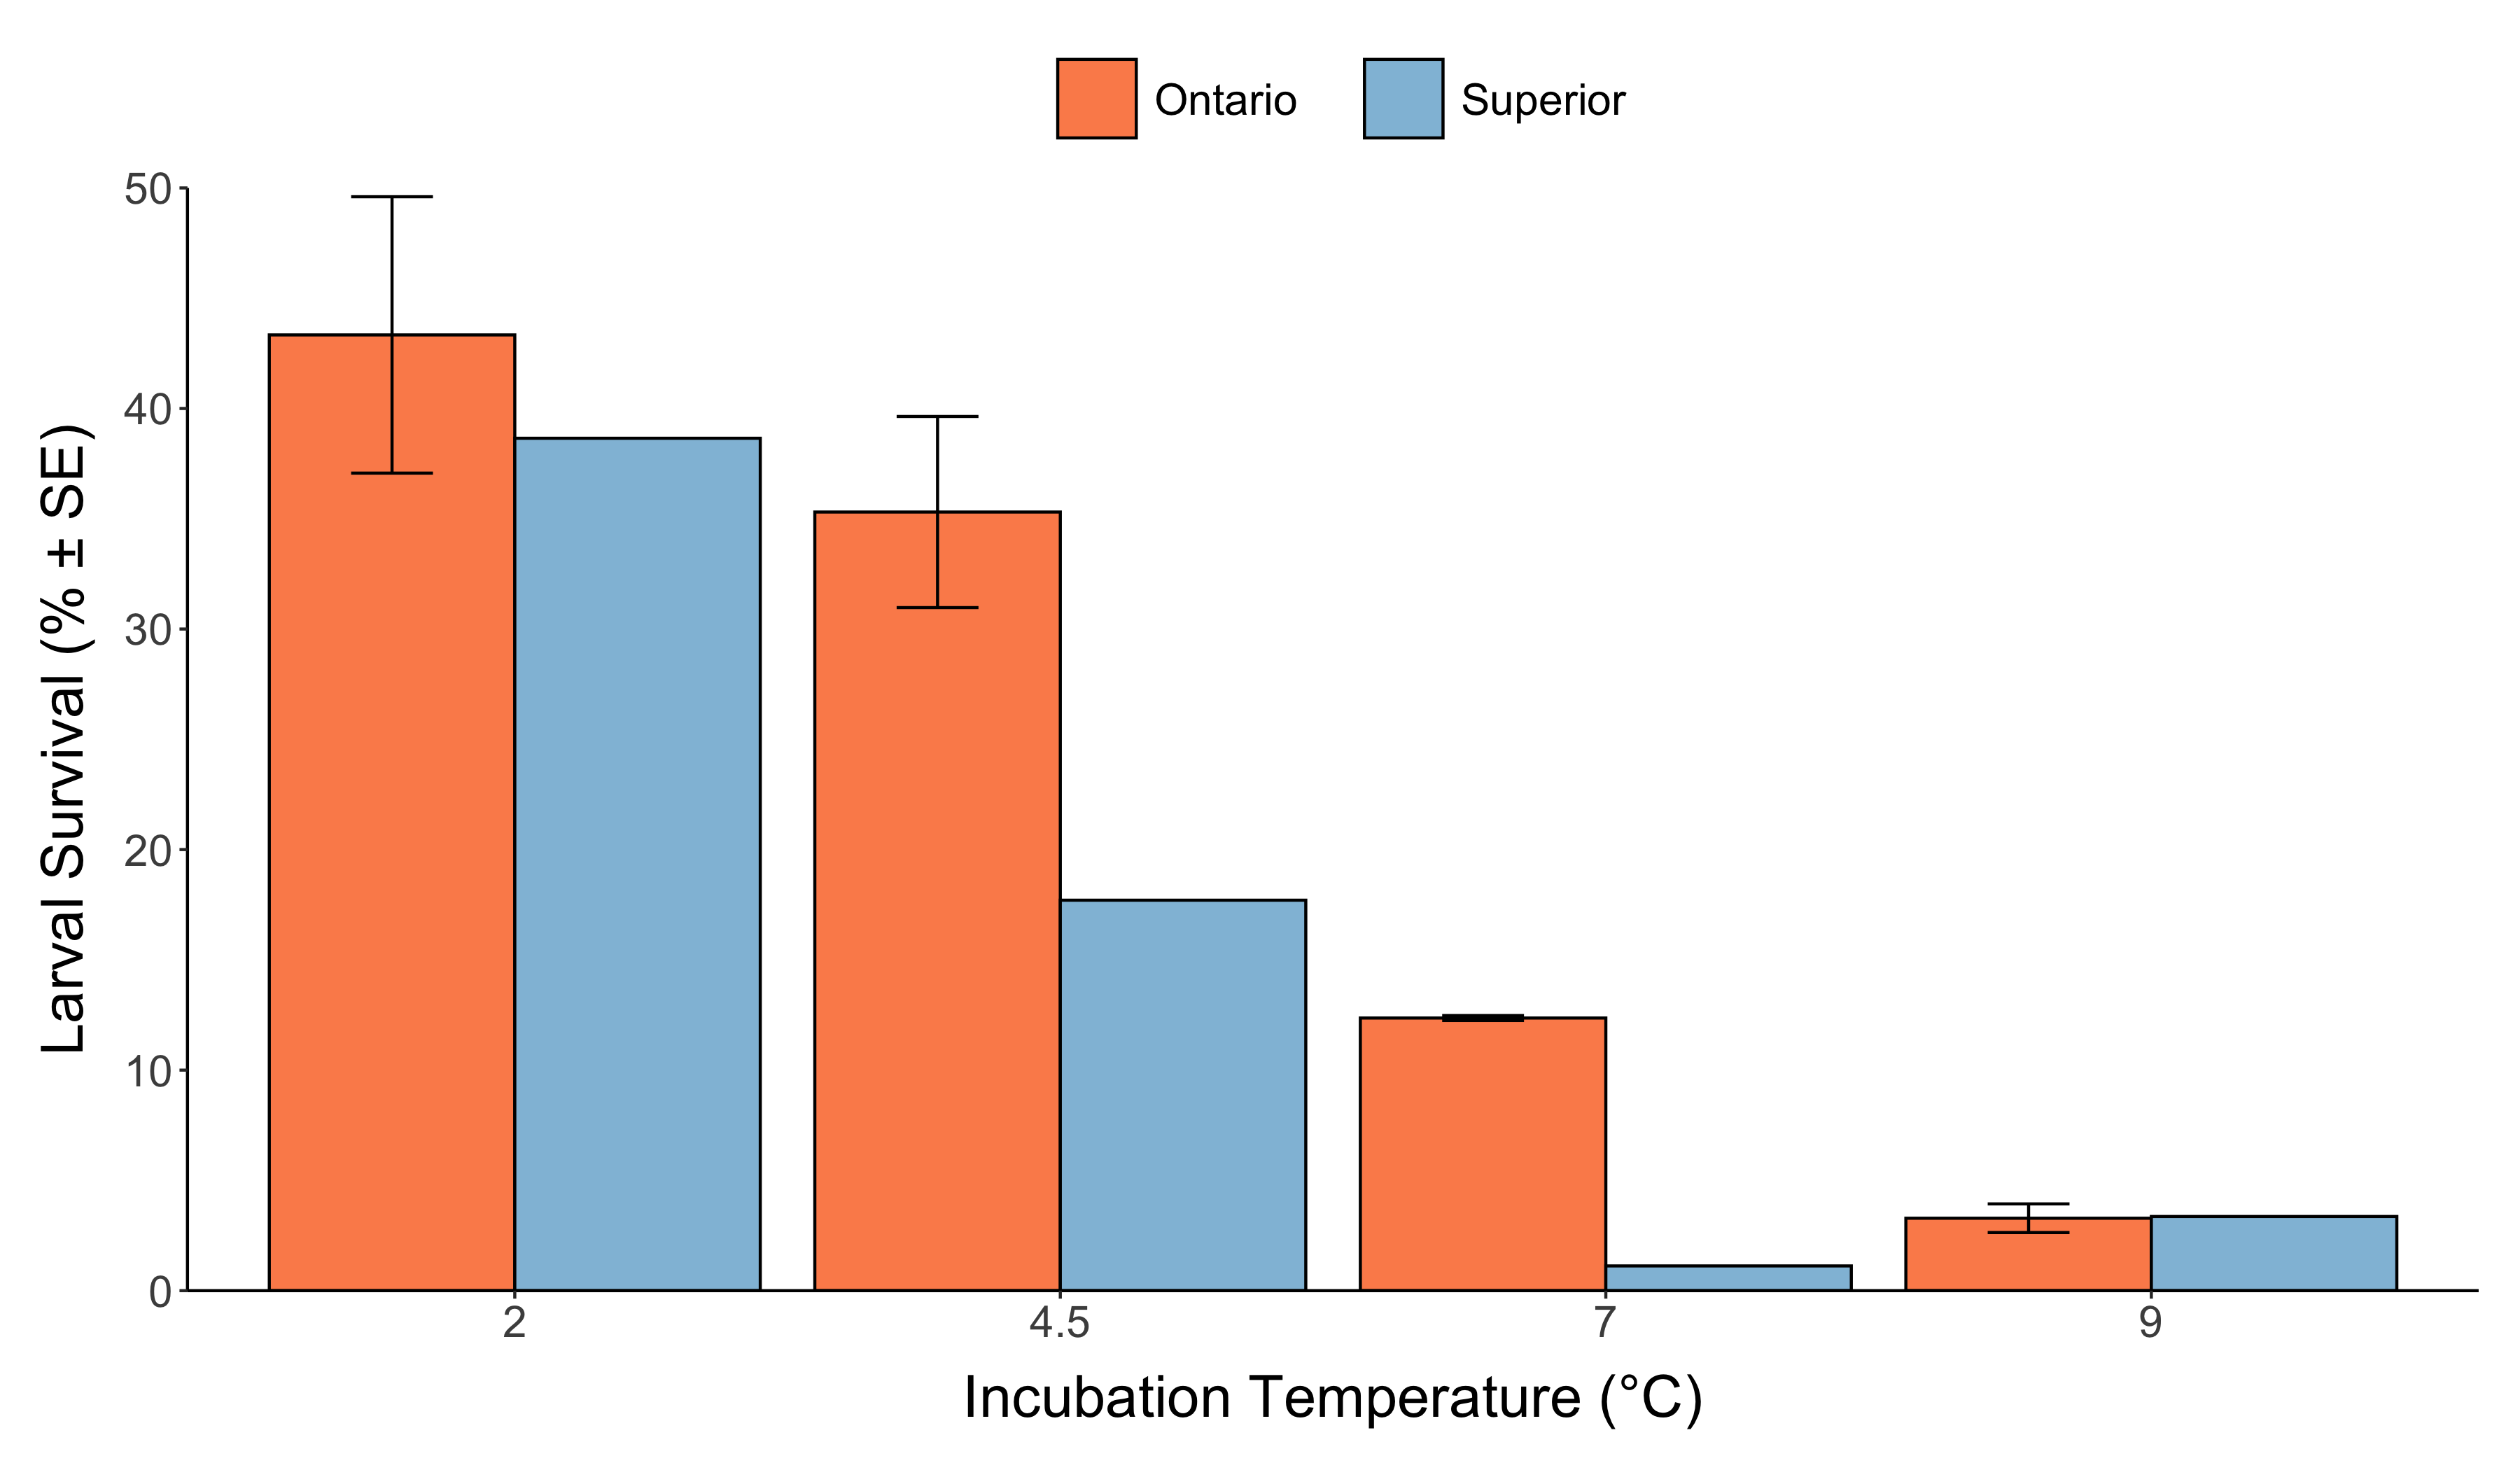 Ontario Superior
50
40
30
20
10
0
Larval Survival (% ± SE)
2 4.5 7 9
Incubation Temperature (°C)